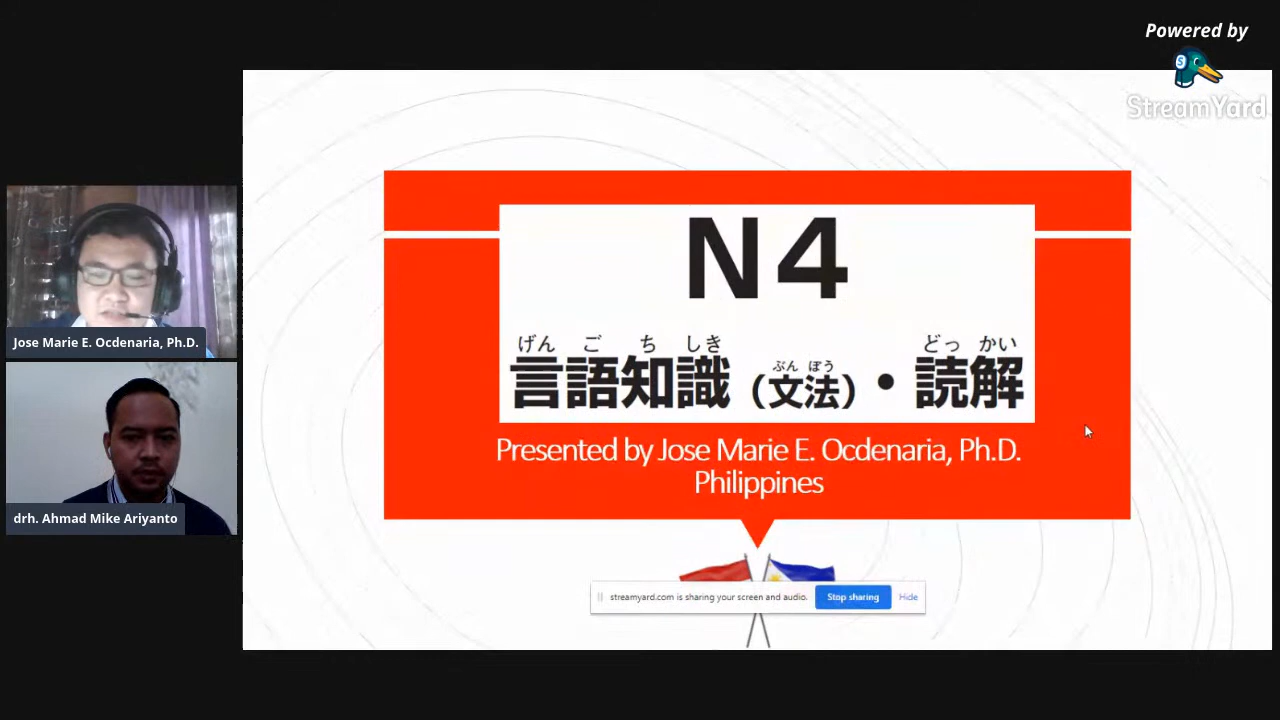 Powered by
StreamYard
N4
げん ご ち しき ぶん ぽう どっ かい
言語知識（文法）・読解
Presented by Jose Marie E. Ocdenaria, Ph.D.
Philippines
Jose Marie E. Ocdenaria, Ph.D.
drh. Ahmad Mike Ariyanto
streamyard.com is sharing your screen and audio. Stop sharing Hide